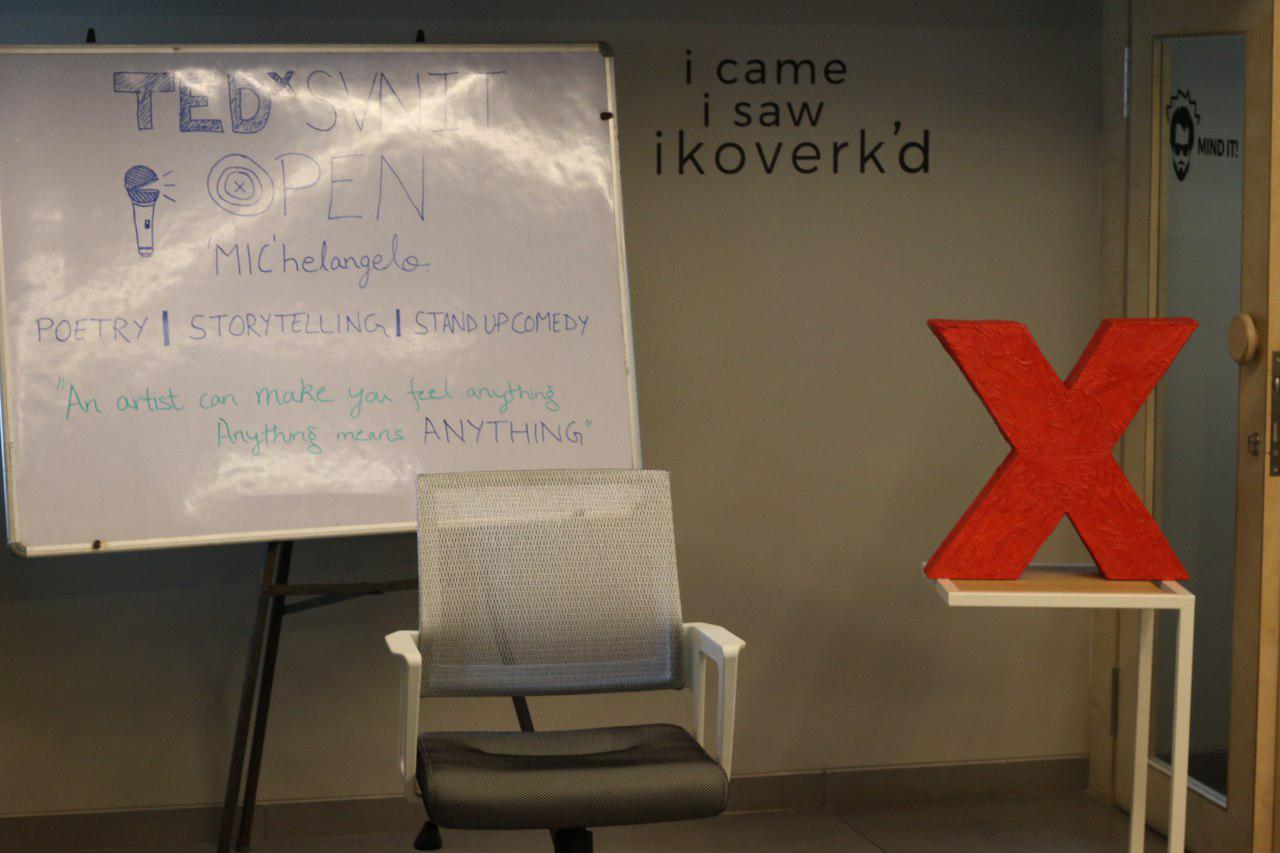 TEDxSVNIT
OPEN
'MIC'helangelo
POETRY | STORYTELLING | STAND UP COMEDY
"An artist can make you feel anything.
Anything means ANYTHING"
i came
i saw
i koverk'd
MIND IT!
X